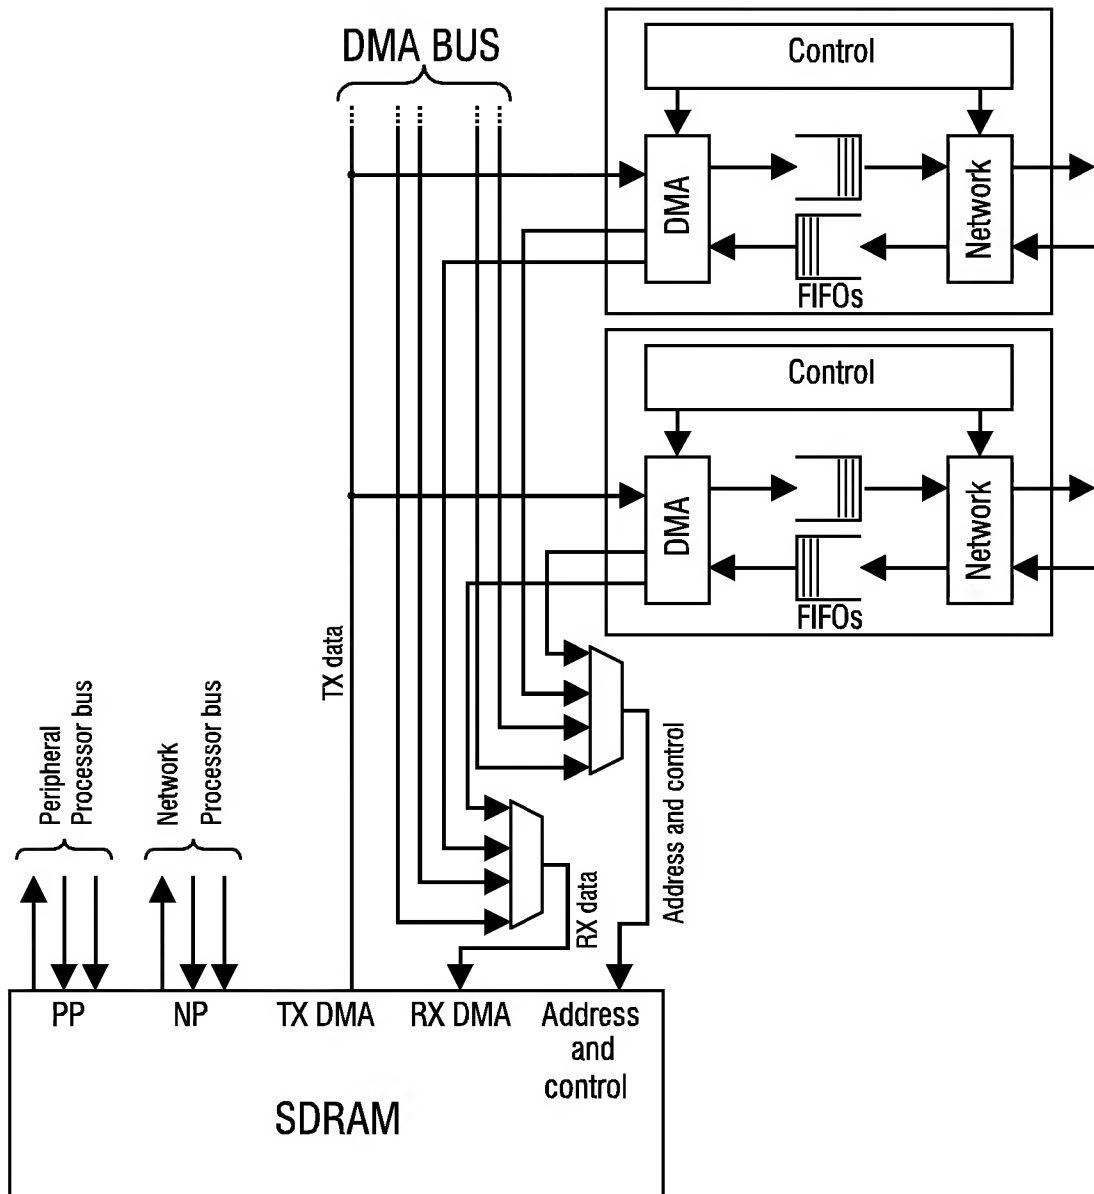 DMA BUS
Control
DMA
Network
FIFOs
Control
DMA
Network
FIFOs
TX data
Peripheral
Processor bus
Network
Processor bus
Address and control
RX data
PP
NP
TX DMA
RX DMA
Address
and
control
SDRAM